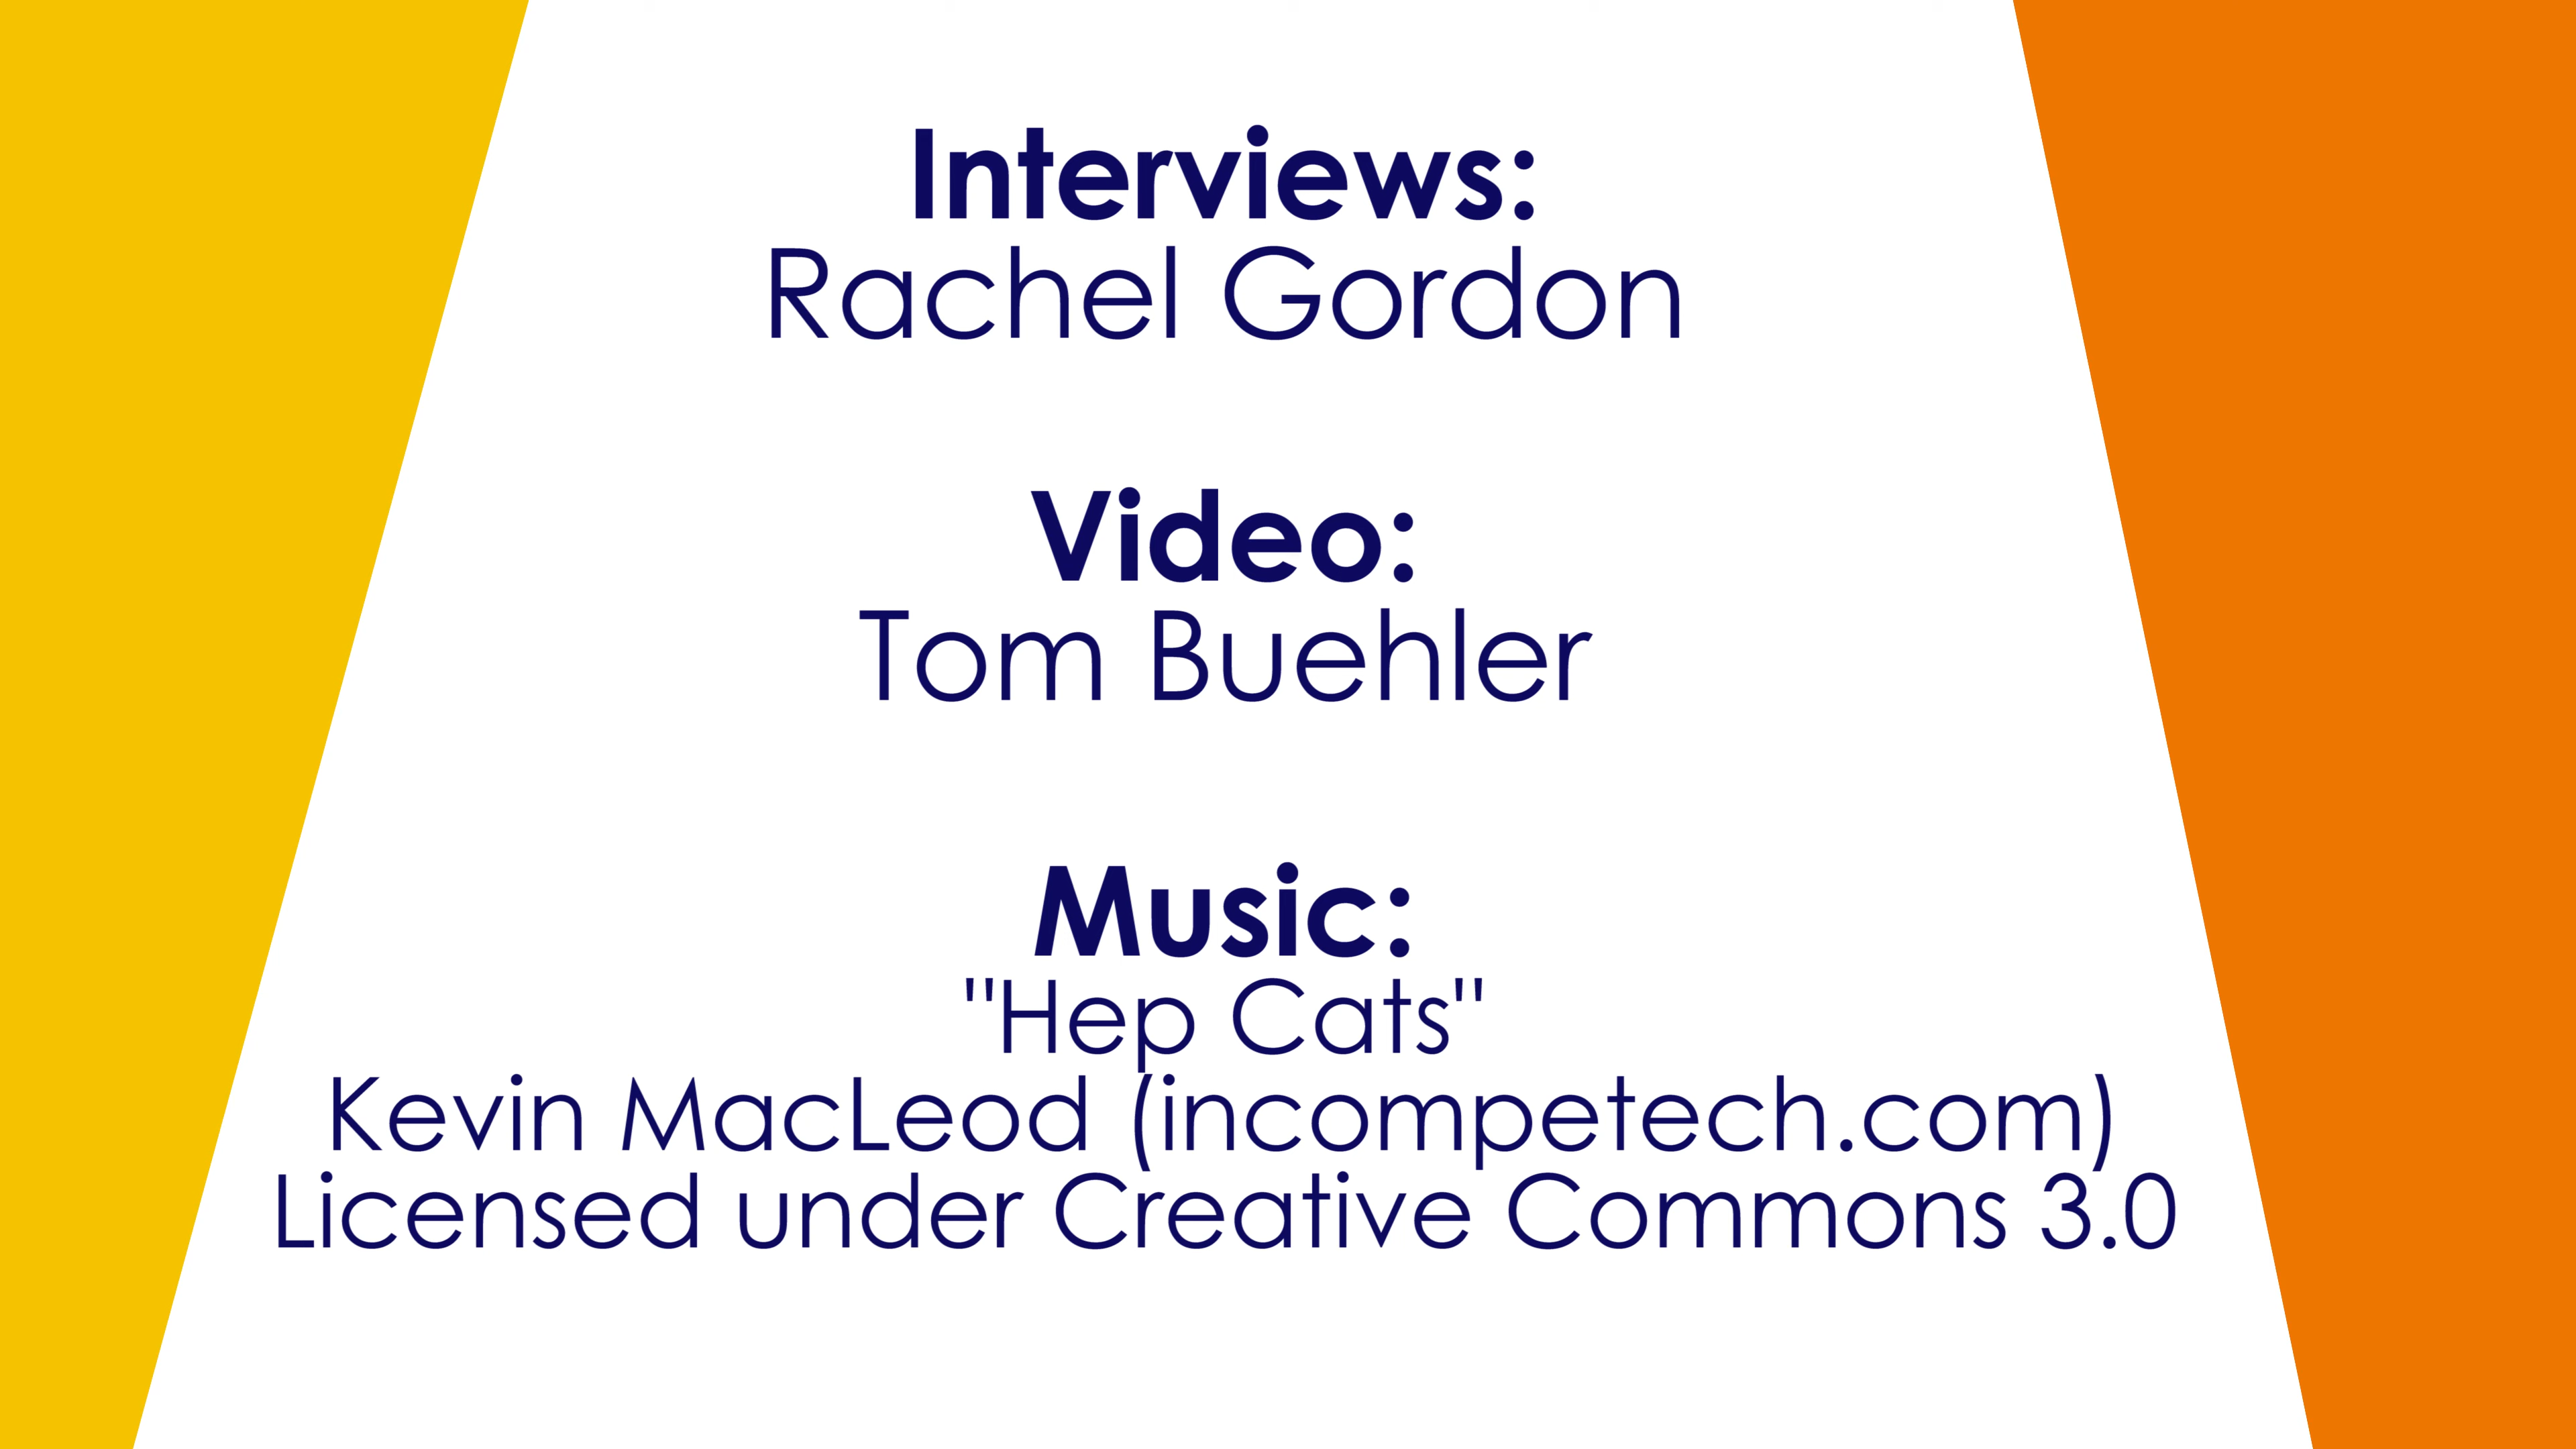 Interviews:
Rachel Gordon
Video:
Tom Buehler
Music:
"Hep Cats"
Kevin MacLeod (incompetech.com)
Licensed under Creative Commons 3.0